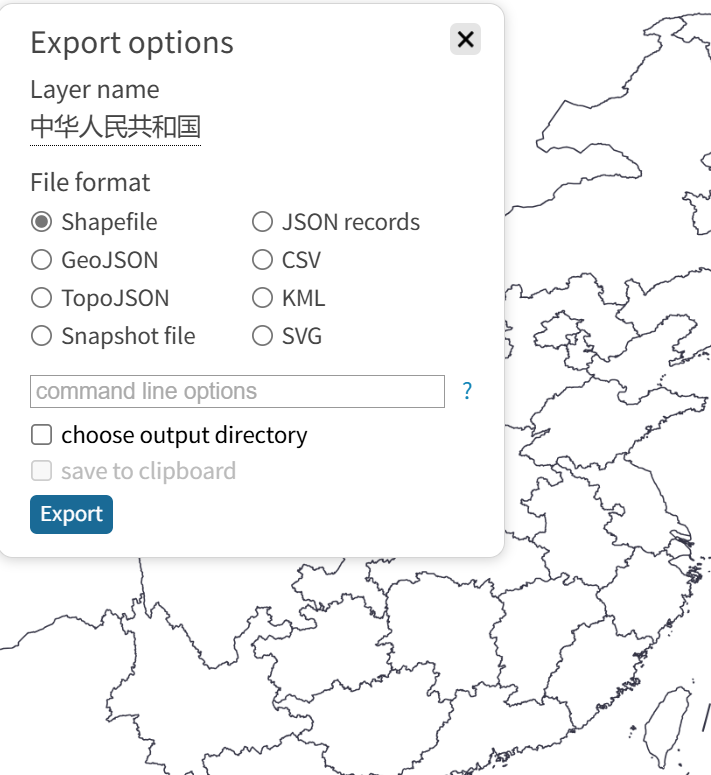 Export options
Layer name
中华人民共和国
File format
Shapefile
JSON records
GeoJSON
CSV
TopoJSON
KML
Snapshot file
SVG
command line options
?
choose output directory
save to clipboard
Export